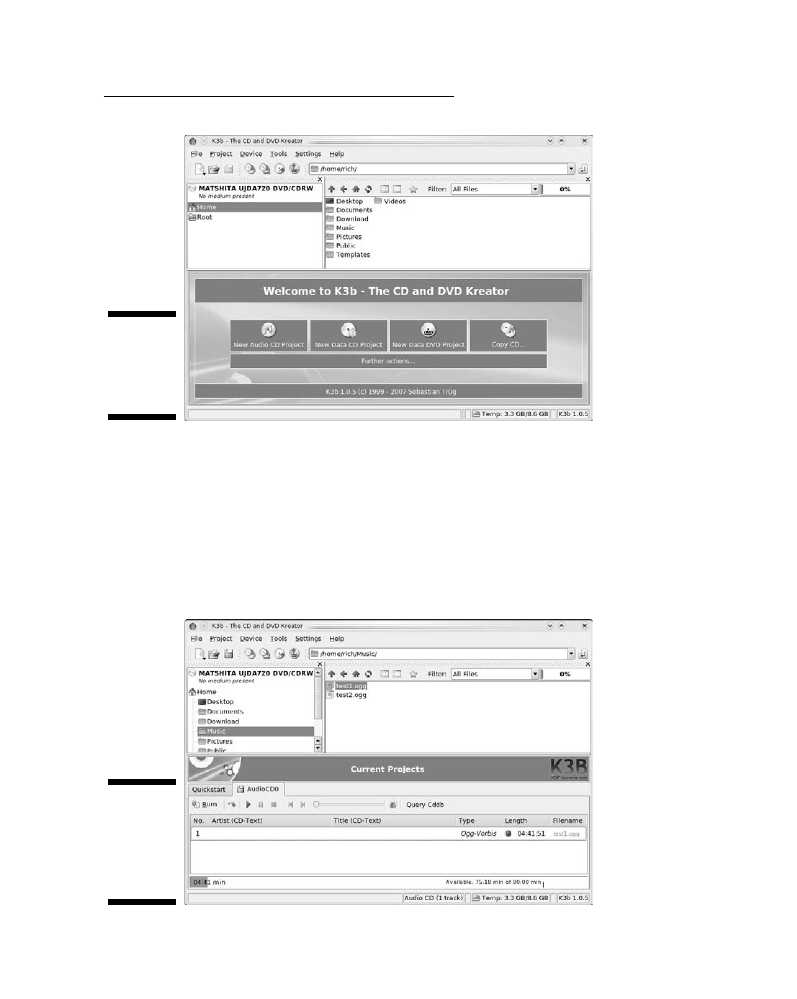 K3b - The CD and DVD Kreator
File Project Device Tools Settings Help
/home/rich/
MATSHITA UJDA720 DVD/CDRW
No medium present
Home
Root
Filter: All Files 0%
Desktop Videos
Documents
Download
Music
Pictures
Public
Templates
Welcome to K3b - The CD and DVD Kreator
New Audio CD Project New Data CD Project New Data DVD Project Copy CD...
Further actions...
K3b 1.0.5 (c) 1999 - 2007 Sebastian Trüg
Temp: 3.3 GB/8.6 GB K3b 1.0.5
K3b - The CD and DVD Kreator
File Project Device Tools Settings Help
/home/rich/Music/
MATSHITA UJDA720 DVD/CDRW
No medium present
Home
Desktop
Documents
Download
Music
Pictures
Public
Filter: All Files 0%
test1.ogg
test2.ogg
Current Projects
K3B
Quickstart AudioCD0
Burn Query Cddb
No. Artist (CD-Text) Title (CD-Text) Type Length Filename
1 Ogg-Vorbis 04:41:51 test1.ogg
04:41 min Available: 75:18 min of 80:00 min
Audio CD (1 track) Temp: 3.3 GB/8.6 GB K3b 1.0.5